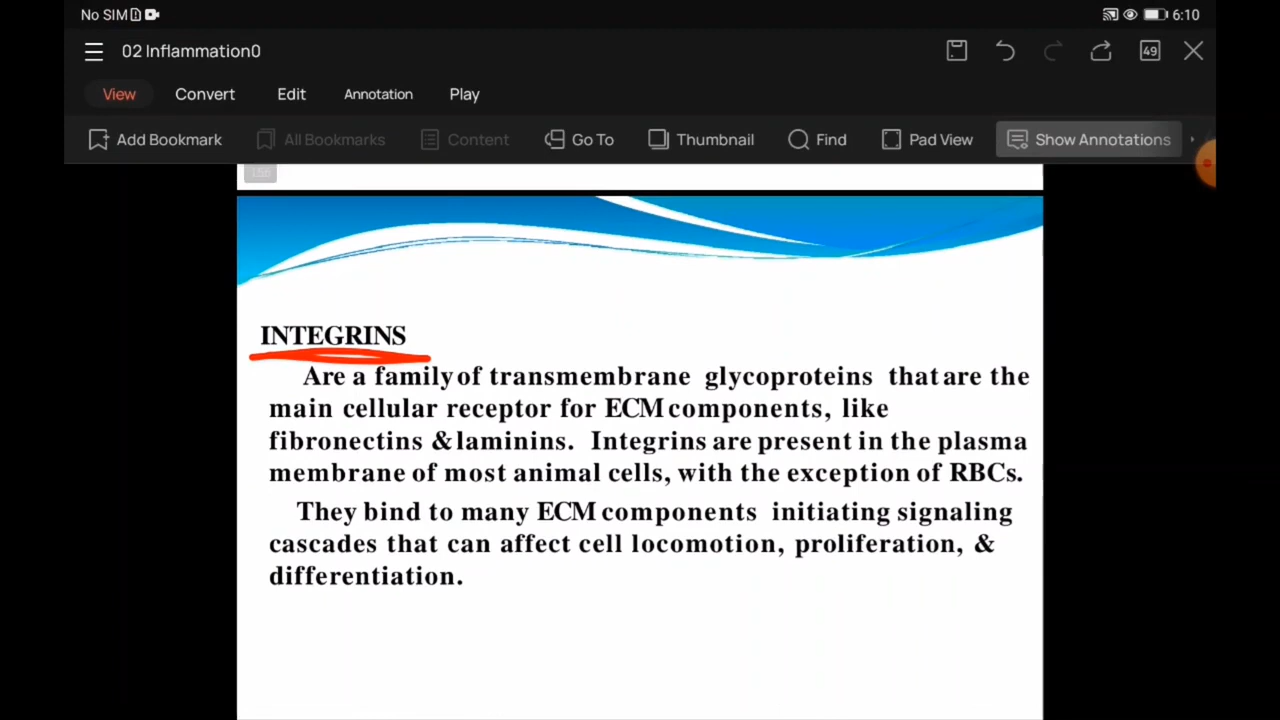 No SIM 6:10
02 Inflammation0 49
View Convert Edit Annotation Play
Add Bookmark All Bookmarks Content Go To Thumbnail Find Pad View Show Annotations
INTEGRINS
Are a family of transmembrane glycoproteins that are the
main cellular receptor for ECM components, like
fibronectins & laminins. Integrins are present in the plasma
membrane of most animal cells, with the exception of RBCs.
They bind to many ECM components initiating signaling
cascades that can affect cell locomotion, proliferation, &
differentiation.